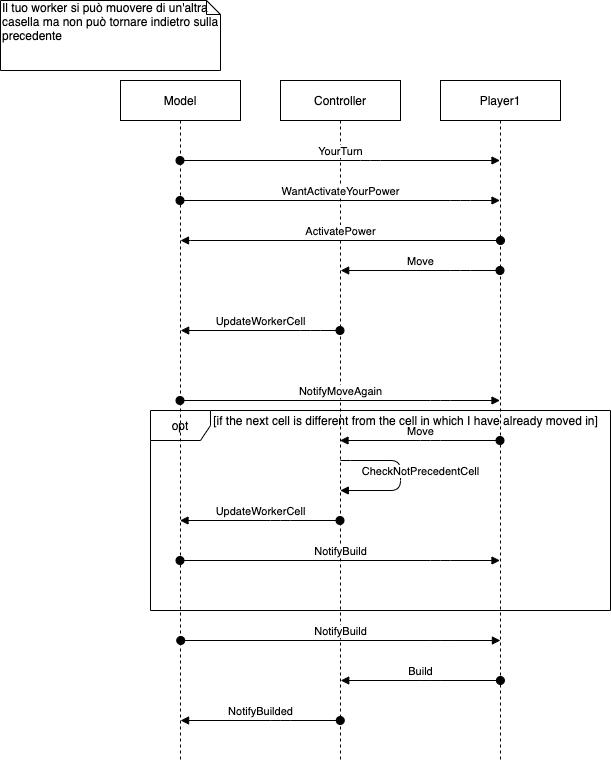 Il tuo worker si può muovere di un'altra
casella ma non può tornare indietro sulla
precedente
Model
Controller
Player1
YourTurn
WantActivateYourPower
ActivatePower
Move
UpdateWorkerCell
NotifyMoveAgain
opt
[if the next cell is different from the cell in which I have already moved in]
Move
CheckNotPrecedentCell
UpdateWorkerCell
NotifyBuild
NotifyBuild
Build
NotifyBuilded